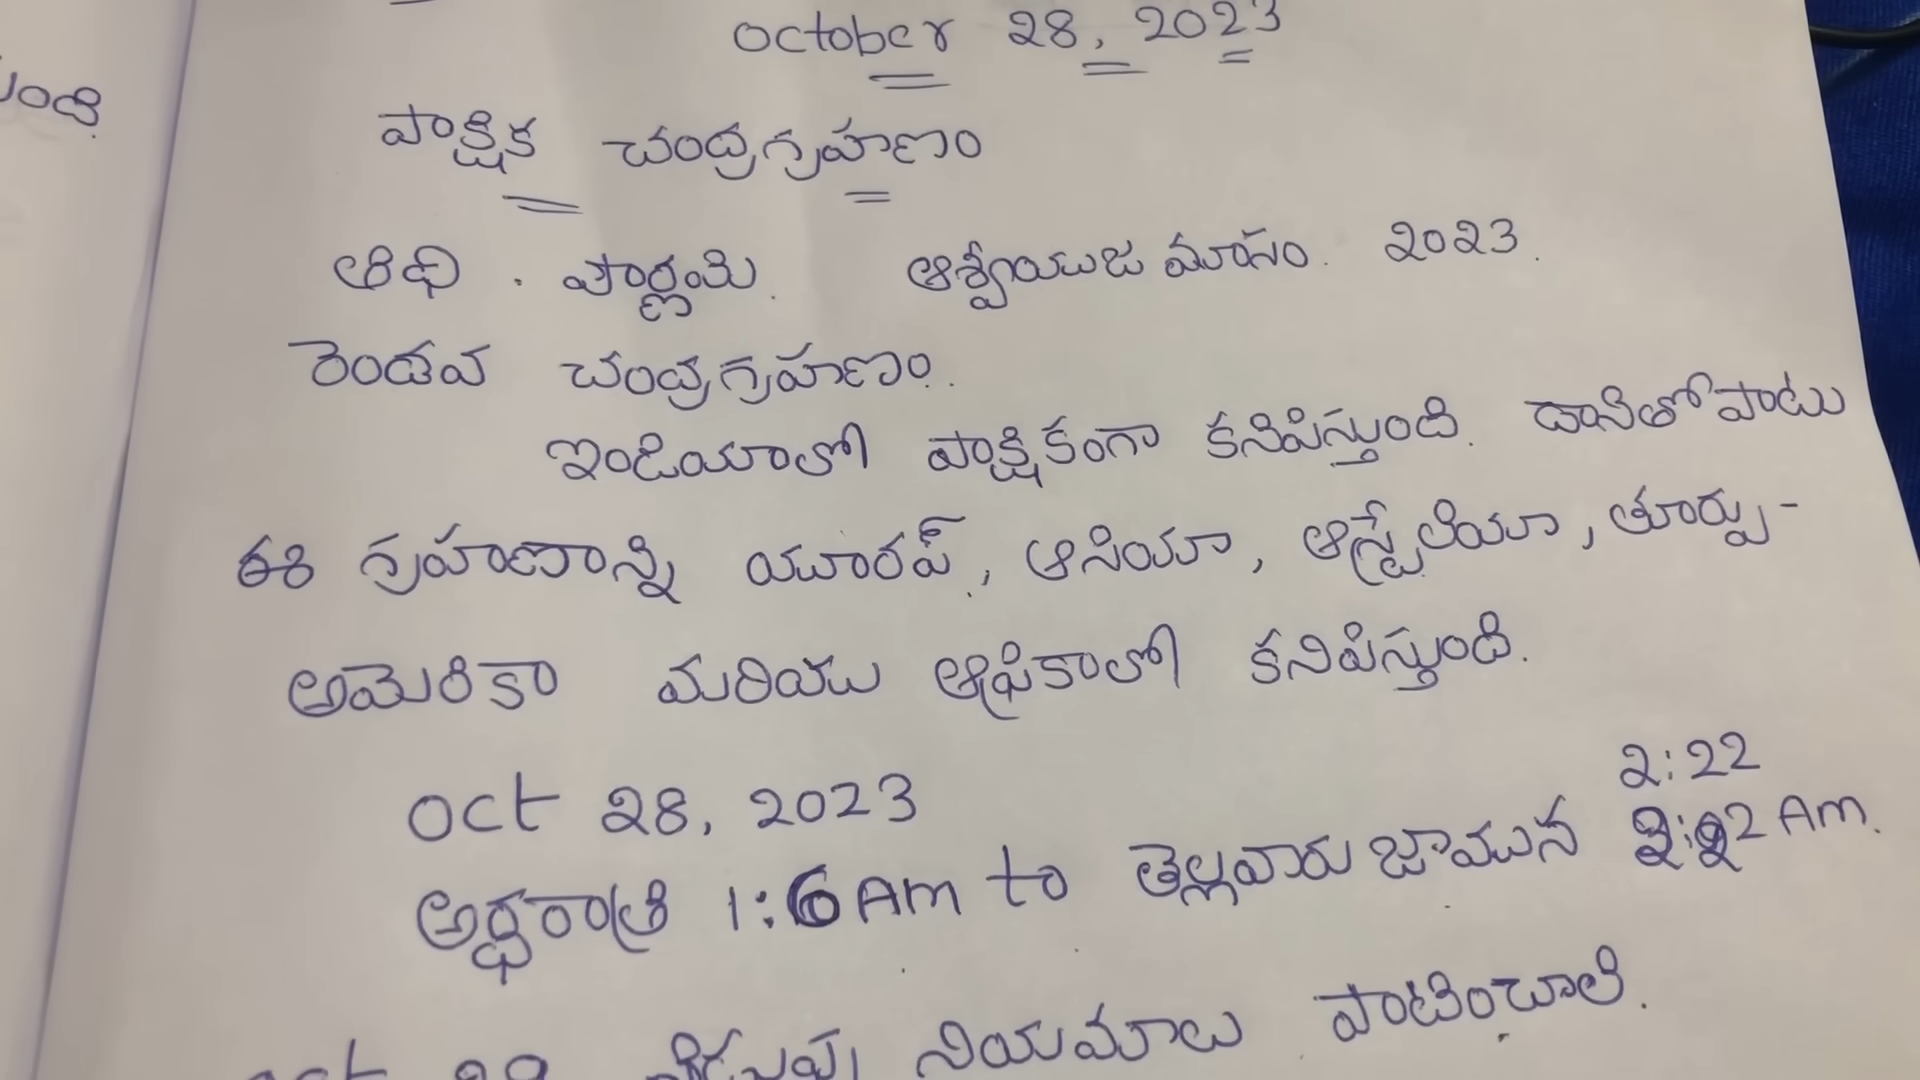 october 28, 2023
పాక్షిక చంద్రగ్రహణం
తిథి . పౌర్ణమి. ఆశ్వీయుజ మాసం. 2023.
రెండవ చంద్రగ్రహణం.
ఇండియాలో పాక్షికంగా కనిపిస్తుంది. దానితోపాటు
ఈ గ్రహణాన్ని యూరప్, ఆసియా, ఆస్ట్రేలియా, తూర్పు-
అమెరికా మరియు ఆఫ్రికాలో కనిపిస్తుంది.
oct 28, 2023
2:22
అర్ధరాత్రి 1:6 Am to తెల్లవారుజామున 2:22 Am.
నియమాలు పాటించాలి.